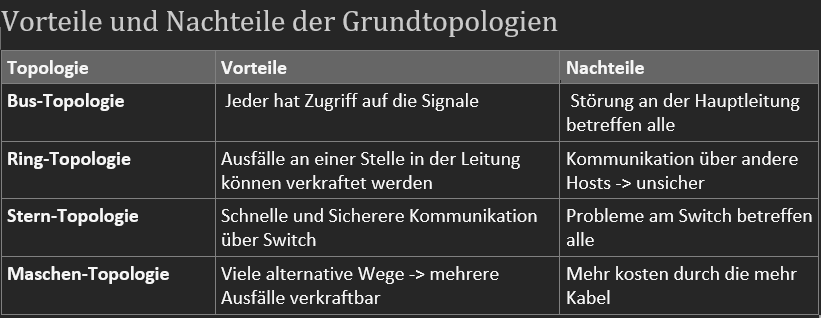 Vorteile und Nachteile der Grundtopologien
Topologie Vorteile Nachteile
Bus-Topologie Jeder hat Zugriff auf die Signale Störung an der Hauptleitung
betreffen alle
Ring-Topologie Ausfälle an einer Stelle in der Leitung Kommunikation über andere
können verkraftet werden Hosts -> unsicher
Stern-Topologie Schnelle und Sicherere Kommunikation Probleme am Switch betreffen
über Switch alle
Maschen-Topologie Viele alternative Wege -> mehrere Mehr kosten durch die mehr
Ausfälle verkraftbar Kabel